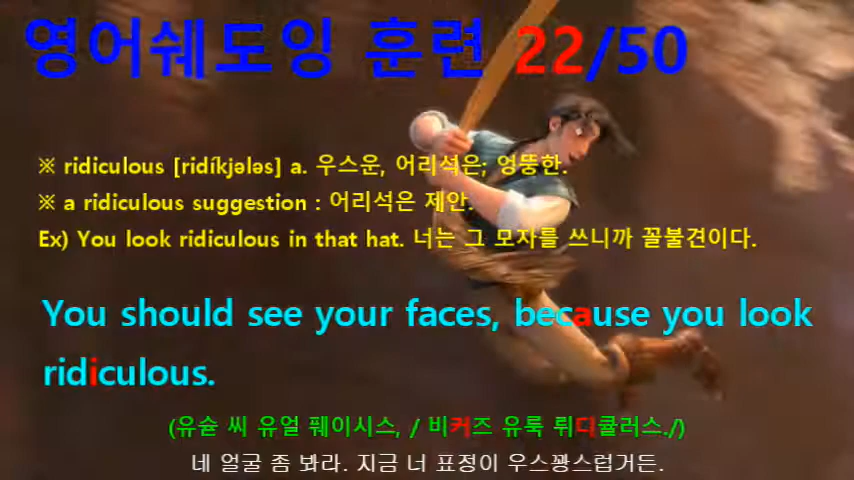 영어쉐도잉 훈련 22/50
※ ridiculous [ridíkjələs] a. 우스운, 어리석은; 엉뚱한.
※ a ridiculous suggestion : 어리석은 제안.
Ex) You look ridiculous in that hat. 너는 그 모자를 쓰니까 꼴불견이다.
You should see your faces, because you look
ridiculous.
(유슏 씨 유얼 풰이시스, / 비커즈 유룩 뤼디큘러스./)
네 얼굴 좀 봐라. 지금 너 표정이 우스꽝스럽거든.